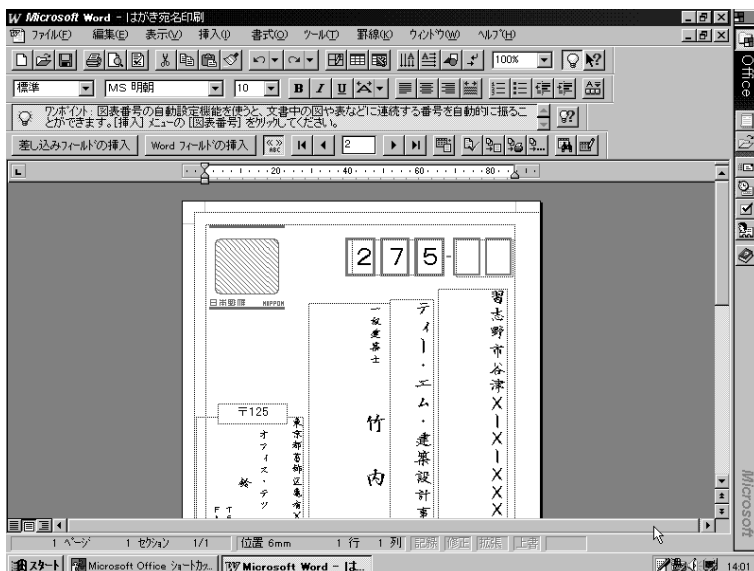 Microsoft Word - はがき宛名印刷
ファイル(F) 編集(E) 表示(V) 挿入(I) 書式(O) ツール(T) 罫線(K) ウィンドウ(W) ヘルプ(H)
100%
標準 MS 明朝 10 B I U
ワンポイント: 図表番号の自動設定機能を使うと、文書中の図や表などに連続する番号を自動的に振るこ
とができます。[挿入] メニューの [図表番号] をクリックしてください。
差し込みフィールドの挿入 Word フィールドの挿入 ABC 2
20 40 60 80
275-
日本郵便 NIPPON
習志野市谷津X－X－XXX
ティー・エム・建築設計事
一級建築士
竹内
〒125
東京都葛飾区亀有X
オフィス・テツ
鈴
1 ページ 1 セクション 1/1 位置 6mm 1 行 1 列 記録 修正 拡張 上書
スタート Microsoft Office ショートカッ... Microsoft Word - は... 14:01
Office
Microsoft